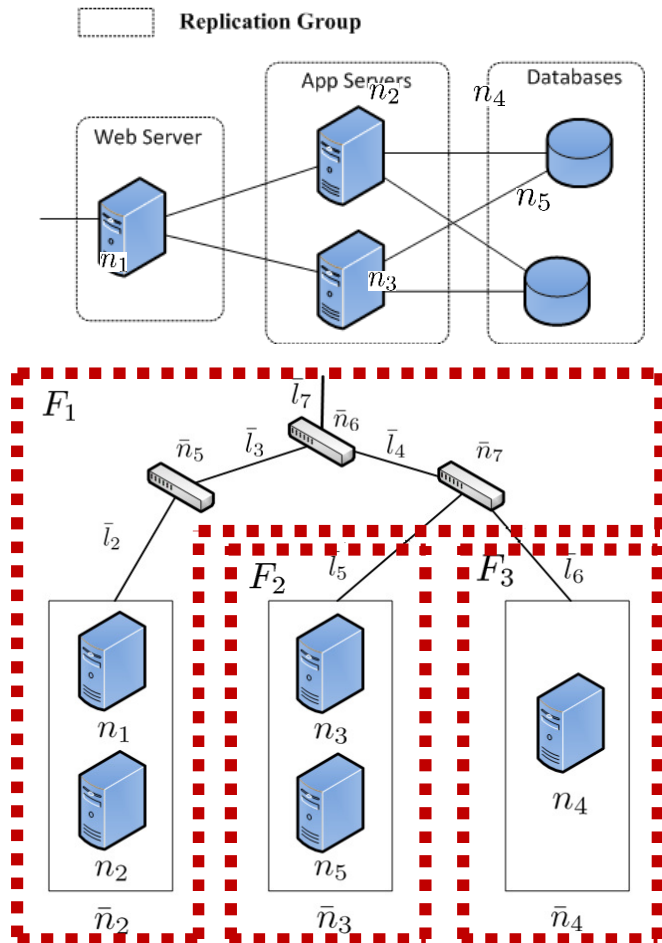 Replication Group
App Servers
Databases
n₂
n₄
Web Server
n₅
n₁
n₃
F₁
l̄₇
n̄₆
n̄₅
l̄₃
l̄₄
n̄₇
l̄₂
F₂
l̄₅
F₃
l̄₆
n₁
n₃
n₄
n₂
n₅
n̄₂
n̄₃
n̄₄